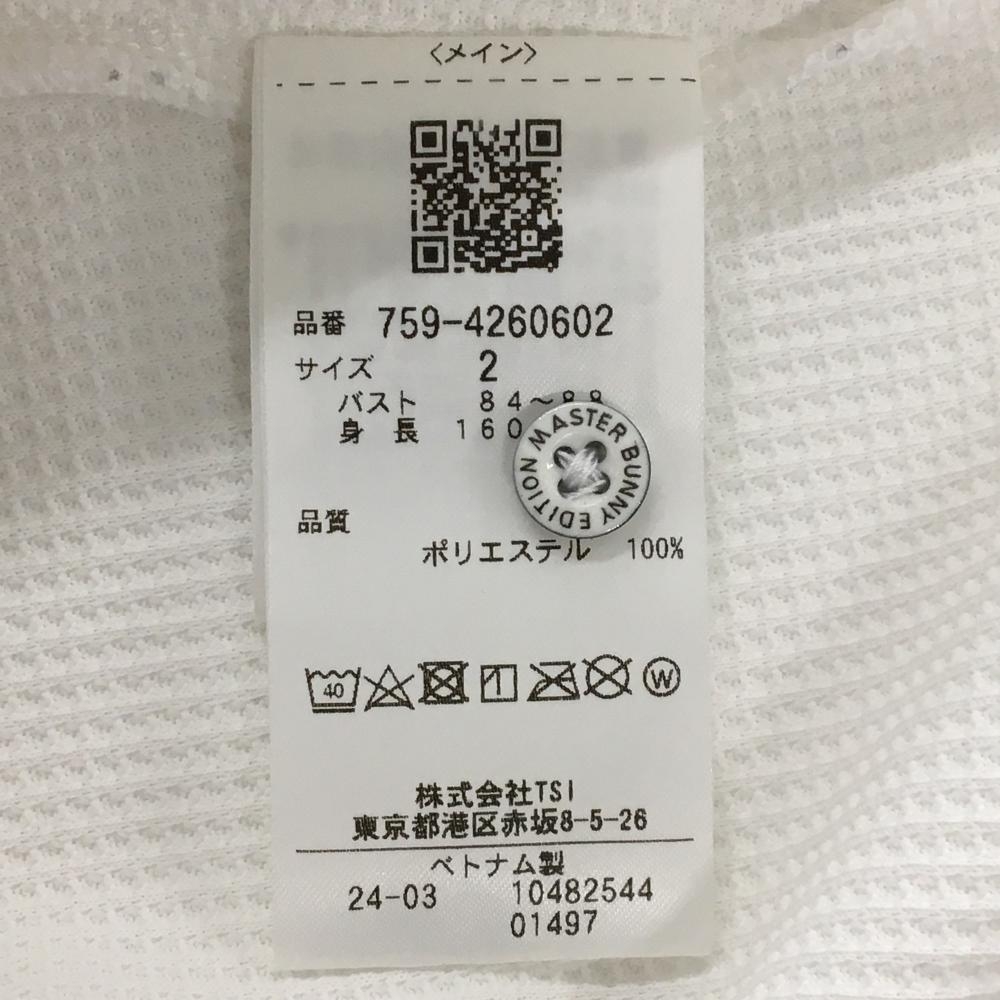 〈メイン〉
品番 759-4260602
サイズ 2
バスト 84~88
身長 160
MASTER BUNNY EDITION
品質
ポリエステル 100%
40
W
株式会社TSI
東京都港区赤坂8-5-26
ベトナム製
24-03 10482544
01497